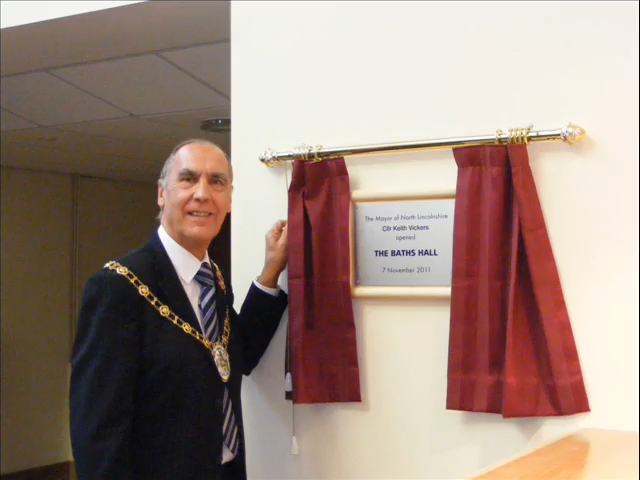 The Mayor of North Lincolnshire
Cllr Keith Vickers
opened
THE BATHS HALL
7 November 2011